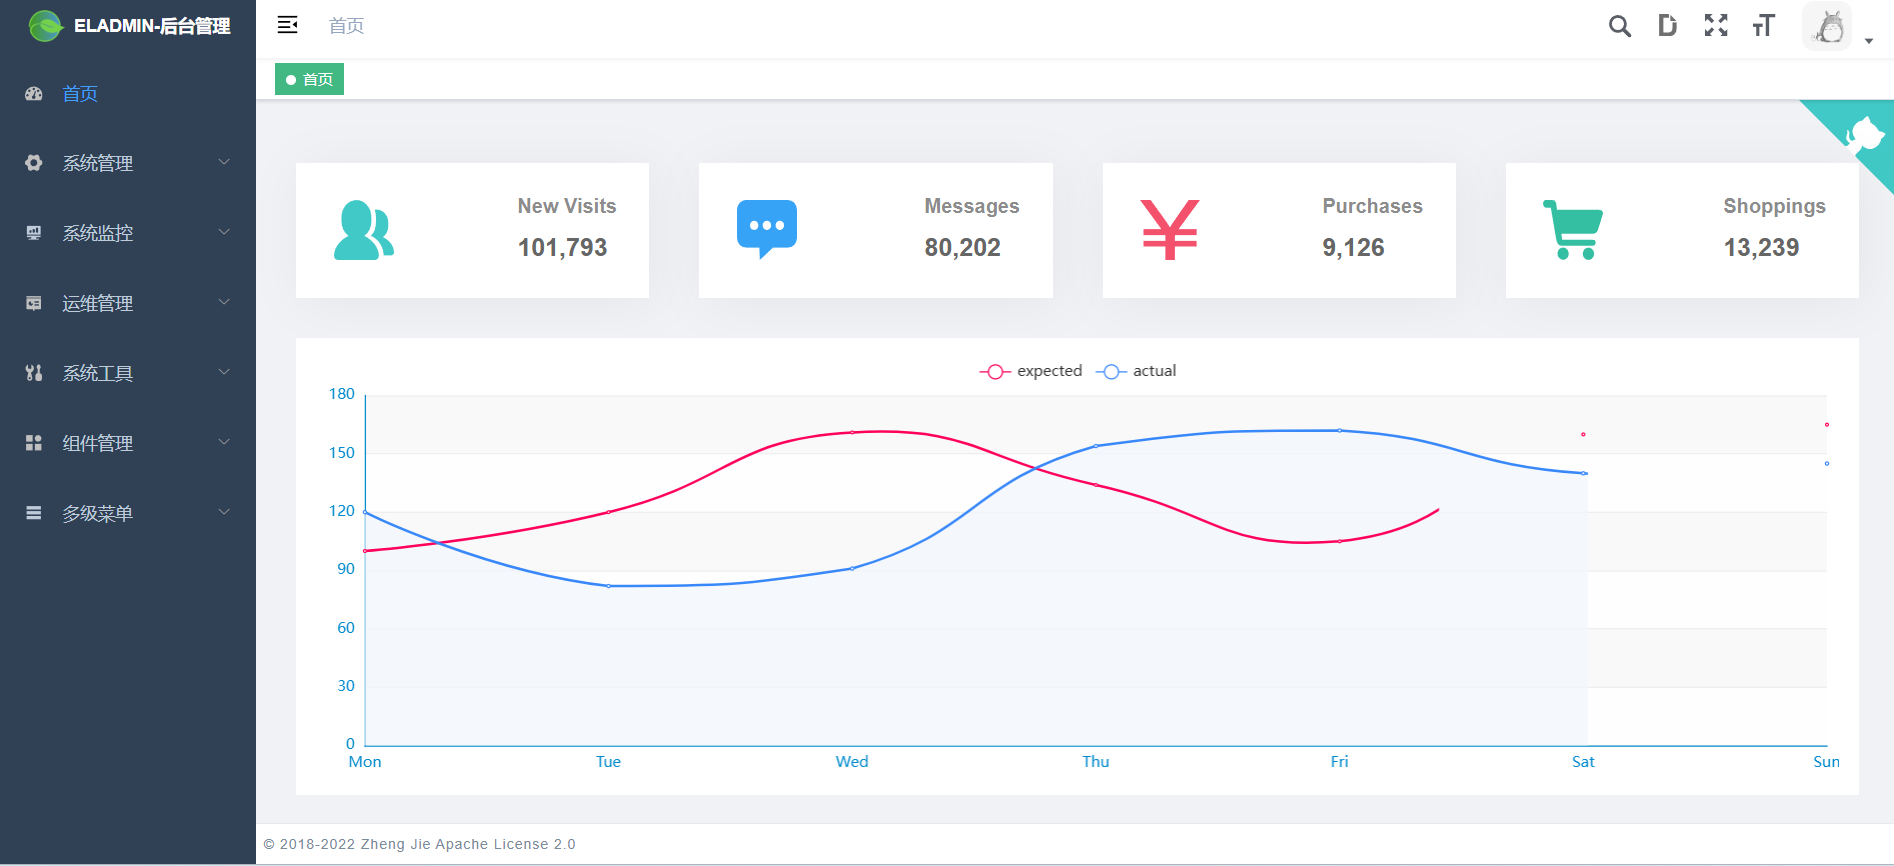 ELADMIN-后台管理
首页
系统管理
系统监控
运维管理
系统工具
组件管理
多级菜单
首页
首页
New Visits
101,793
Messages
80,202
Purchases
9,126
Shoppings
13,239
expected actual
180
150
120
90
60
30
0
Mon Tue Wed Thu Fri Sat Sun
© 2018-2022 Zheng Jie Apache License 2.0